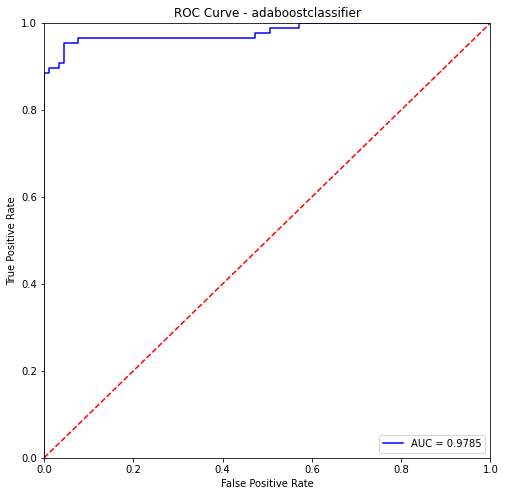 ROC Curve - adaboostclassifier
1.0
0.8
0.6
0.4
0.2
0.0
True Positive Rate
0.0 0.2 0.4 0.6 0.8 1.0
False Positive Rate
AUC = 0.9785